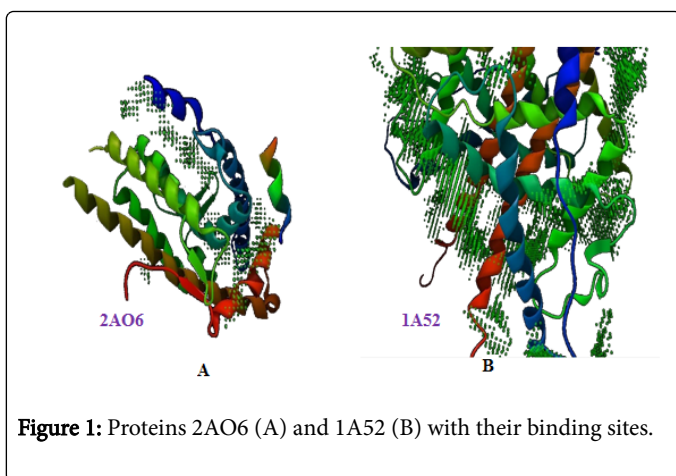 2AO6
1A52
A
B
Figure 1: Proteins 2AO6 (A) and 1A52 (B) with their binding sites.